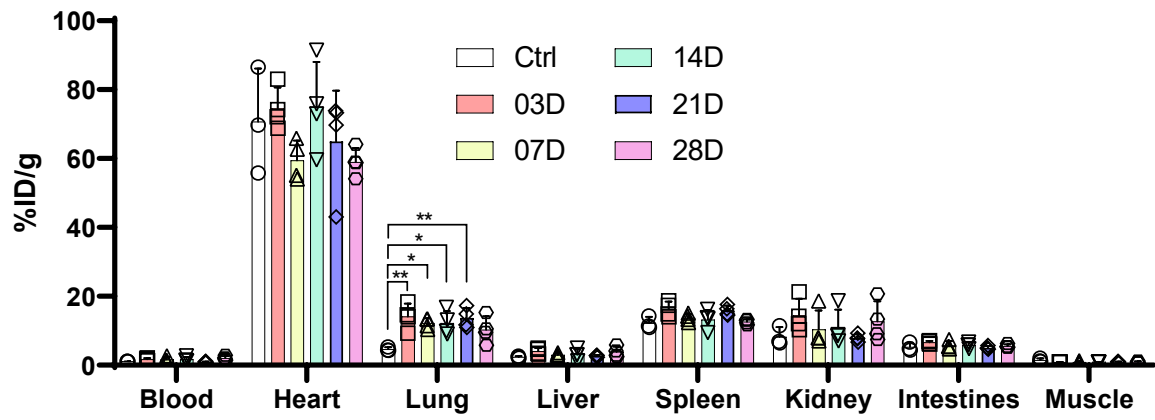 100
80
60
40
20
0
%ID/g
Ctrl
03D
07D
14D
21D
28D
**
*
*
**
Blood Heart Lung Liver Spleen Kidney Intestines Muscle